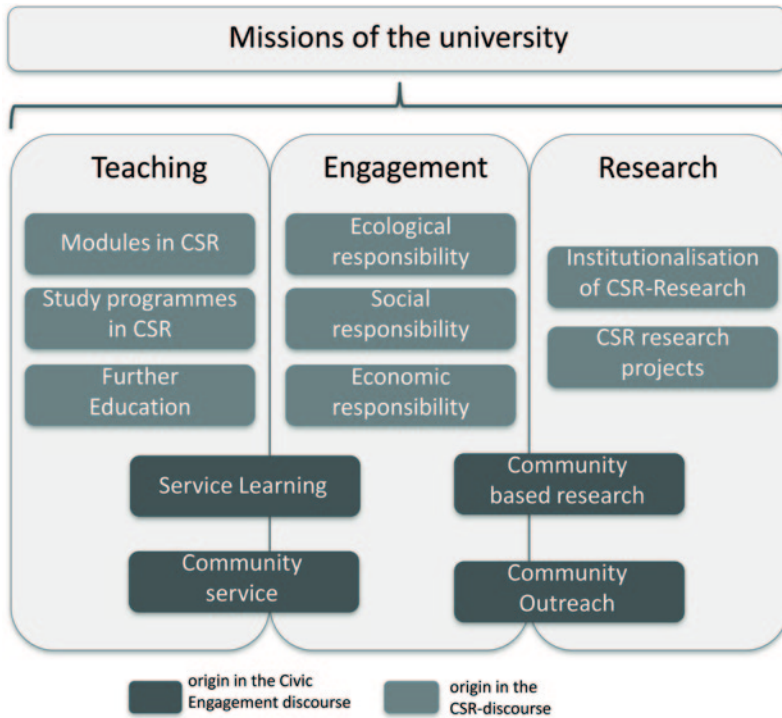 Missions of the university
Teaching
Modules in CSR
Study programmes
in CSR
Further
Education
Engagement
Ecological
responsibility
Social
responsibility
Economic
responsibility
Research
Institutionalisation
of CSR-Research
CSR research
projects
Service Learning
Community
based research
Community
service
Community
Outreach
origin in the Civic
Engagement discourse
origin in the
CSR-discourse